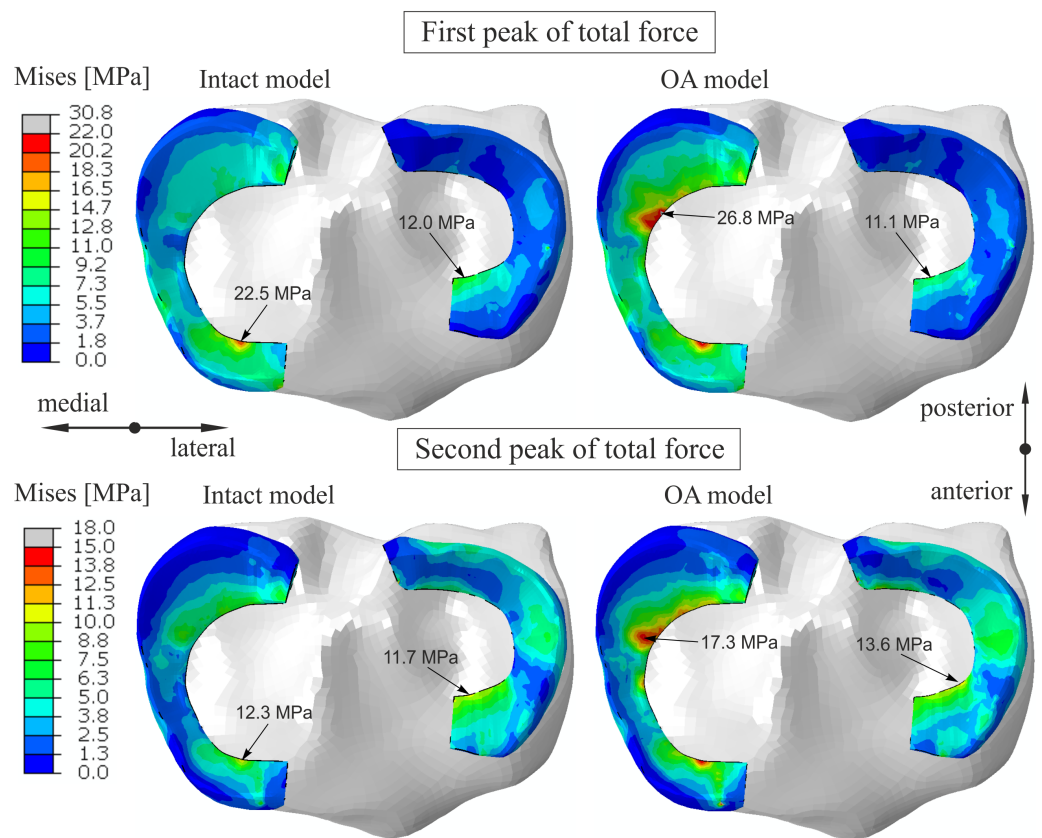 First peak of total force
Mises [MPa]
Intact model
OA model
30.8
22.0
20.2
18.3
16.5
14.7
12.8
11.0
9.2
7.3
5.5
3.7
1.8
0.0
12.0 MPa
22.5 MPa
26.8 MPa
11.1 MPa
medial
lateral
posterior
anterior
Second peak of total force
Mises [MPa]
Intact model
OA model
18.0
15.0
13.8
12.5
11.3
10.0
8.8
7.5
6.3
5.0
3.8
2.5
1.3
0.0
11.7 MPa
12.3 MPa
17.3 MPa
13.6 MPa